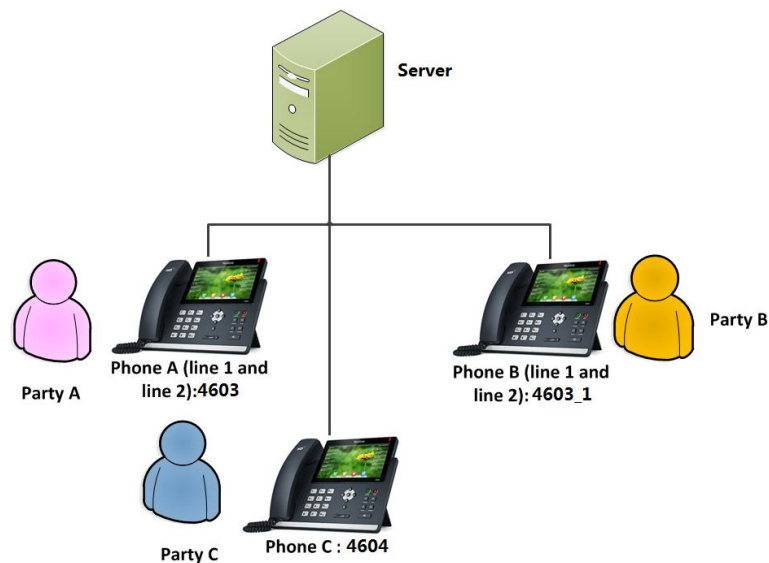 Server
Party A
Phone A (line 1 and
line 2):4603
Phone B (line 1 and
line 2): 4603_1
Party B
Party C
Phone C : 4604